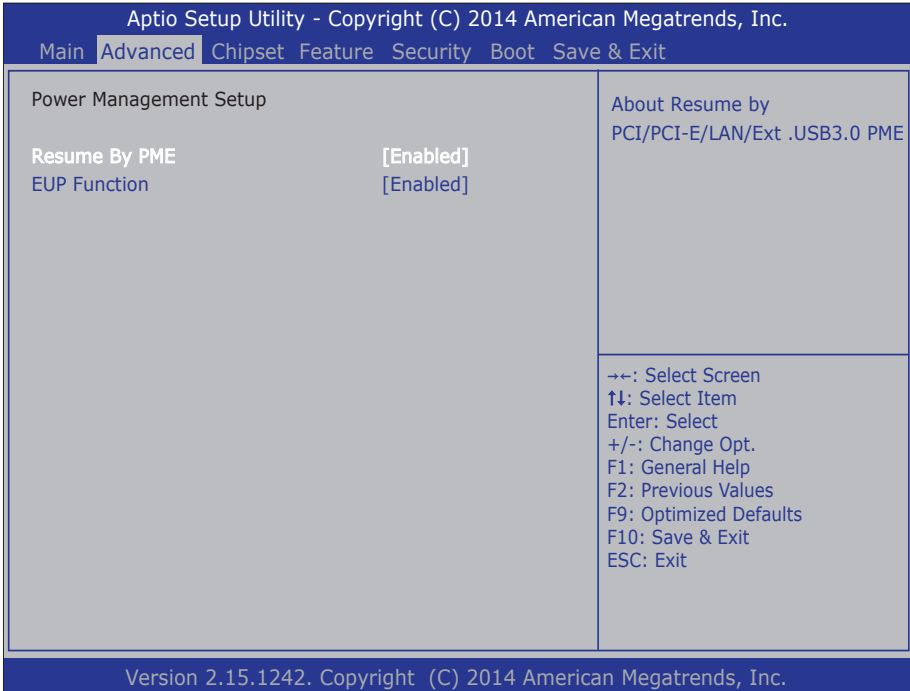 Aptio Setup Utility - Copyright (C) 2014 American Megatrends, Inc.
Main Advanced Chipset Feature Security Boot Save & Exit
Power Management Setup
Resume By PME [Enabled]
EUP Function [Enabled]
About Resume by
PCI/PCI-E/LAN/Ext .USB3.0 PME
→←: Select Screen
↑↓: Select Item
Enter: Select
+/-: Change Opt.
F1: General Help
F2: Previous Values
F9: Optimized Defaults
F10: Save & Exit
ESC: Exit
Version 2.15.1242. Copyright (C) 2014 American Megatrends, Inc.